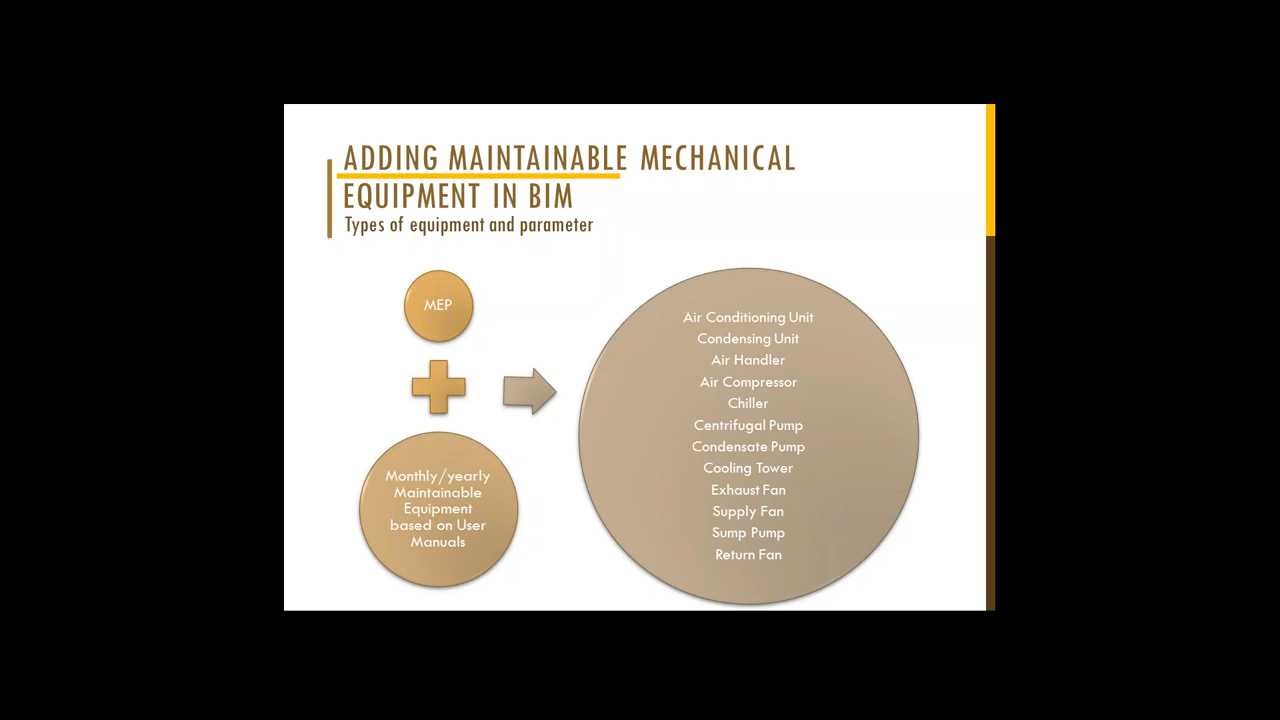 ADDING MAINTAINABLE MECHANICAL
EQUIPMENT IN BIM
Types of equipment and parameter
MEP
Monthly/yearly
Maintainable
Equipment
based on User
Manuals
Air Conditioning Unit
Condensing Unit
Air Handler
Air Compressor
Chiller
Centrifugal Pump
Condensate Pump
Cooling Tower
Exhaust Fan
Supply Fan
Sump Pump
Return Fan